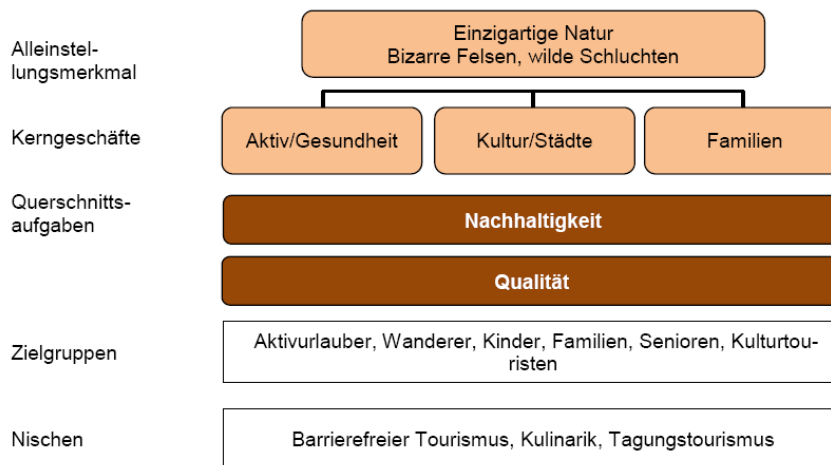 Alleinstel-
lungsmerkmal
Einzigartige Natur
Bizarre Felsen, wilde Schluchten
Kerngeschäfte
Aktiv/Gesundheit
Kultur/Städte
Familien
Querschnitts-
aufgaben
Nachhaltigkeit
Qualität
Zielgruppen
Aktivurlauber, Wanderer, Kinder, Familien, Senioren, Kulturtou-
risten
Nischen
Barrierefreier Tourismus, Kulinarik, Tagungstourismus